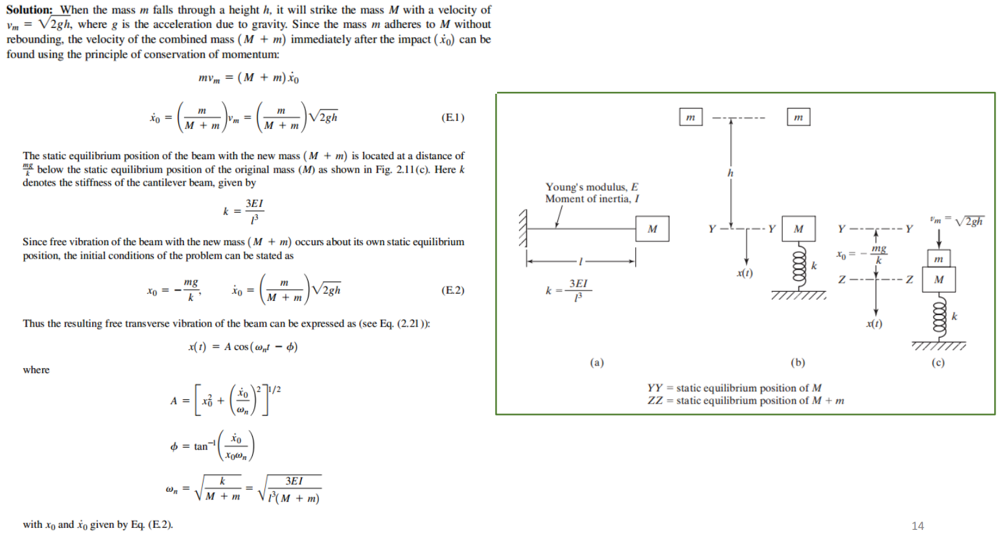 Solution: When the mass m falls through a height h, it will strike the mass M with a velocity of
vₘ = √2gh, where g is the acceleration due to gravity. Since the mass m adheres to M without
rebounding, the velocity of the combined mass (M + m) immediately after the impact (ẋ₀) can be
found using the principle of conservation of momentum:
mvₘ = (M + m)ẋ₀
ẋ₀ = (m / (M + m))vₘ = (m / (M + m))√2gh (E.1)
The static equilibrium position of the beam with the new mass (M + m) is located at a distance of
mg/k below the static equilibrium position of the original mass (M) as shown in Fig. 2.11(c). Here k
denotes the stiffness of the cantilever beam, given by
k = 3EI / l³
Since free vibration of the beam with the new mass (M + m) occurs about its own static equilibrium
position, the initial conditions of the problem can be stated as
x₀ = −mg/k, ẋ₀ = (m / (M + m))√2gh (E.2)
Thus the resulting free transverse vibration of the beam can be expressed as (see Eq. (2.21)):
x(t) = A cos(ωₙt − ϕ)
where
A = [x₀² + (ẋ₀/ωₙ)²]^1/2
ϕ = tan⁻¹(ẋ₀ / x₀ωₙ)
ωₙ = √(k / (M + m)) = √(3EI / l³(M + m))
with x₀ and ẋ₀ given by Eq. (E.2).
m
m
h
Young's modulus, E
Moment of inertia, I
M
l
k = 3EI / l³
Y Y
M
x(t)
k
(a)
(b)
Y Y
vₘ = √2gh
x₀ = − mg/k
m
Z Z
M
k
x(t)
(c)
YY = static equilibrium position of M
ZZ = static equilibrium position of M + m
14